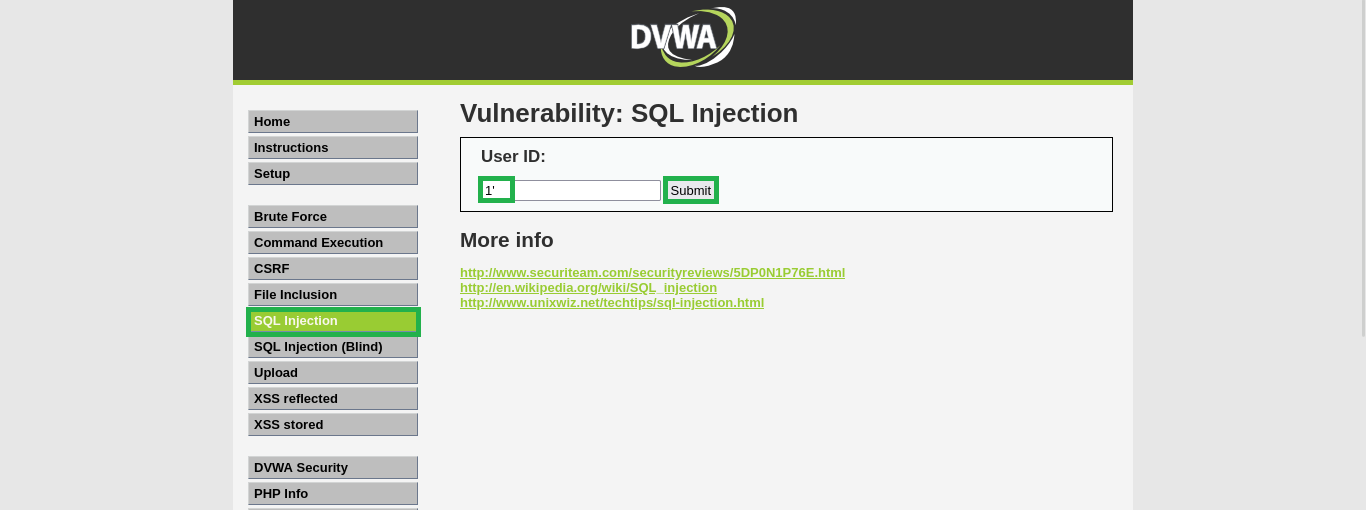 DVWA
Home
Instructions
Setup
Brute Force
Command Execution
CSRF
File Inclusion
SQL Injection
SQL Injection (Blind)
Upload
XSS reflected
XSS stored
DVWA Security
PHP Info
Vulnerability: SQL Injection
User ID:
1' Submit
More info
http://www.securiteam.com/securityreviews/5DP0N1P76E.html
http://en.wikipedia.org/wiki/SQL_injection
http://www.unixwiz.net/techtips/sql-injection.html